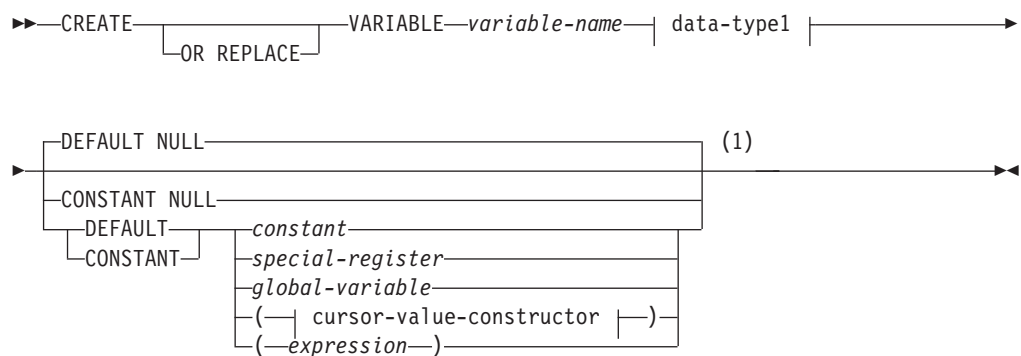 CREATE VARIABLE variable-name data-type1
OR REPLACE
DEFAULT NULL (1)
CONSTANT NULL
DEFAULT constant
CONSTANT special-register
global-variable
( cursor-value-constructor )
( expression )